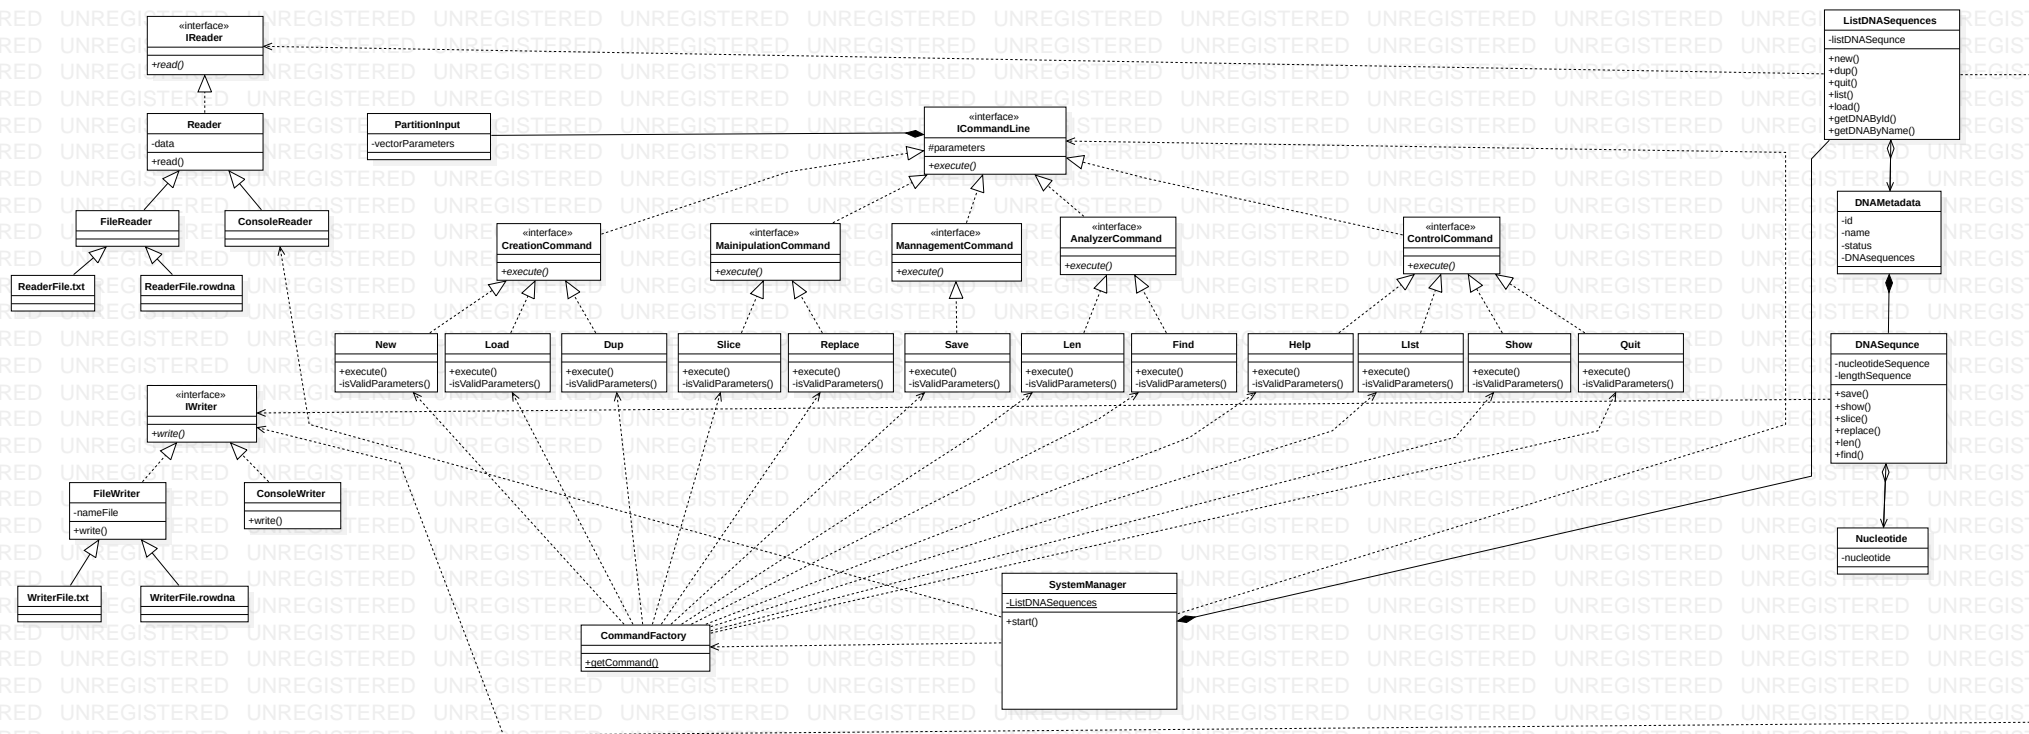 «interface»
IReader
+read()
Reader
-data
+read()
FileReader
ConsoleReader
ReaderFile.txt
ReaderFile.rowdna
«interface»
IWriter
+write()
FileWriter
-nameFile
+write()
ConsoleWriter
+write()
WriterFile.txt
WriterFile.rowdna
PartitionInput
-vectorParameters
«interface»
ICommandLine
#parameters
+execute()
«interface»
CreationCommand
+execute()
«interface»
MainipulationCommand
+execute()
«interface»
MannagementCommand
+execute()
«interface»
AnalyzerCommand
+execute()
«interface»
ControlCommand
+execute()
New
+execute()
-isValidParameters()
Load
+execute()
-isValidParameters()
Dup
+execute()
-isValidParameters()
Slice
+execute()
-isValidParameters()
Replace
+execute()
-isValidParameters()
Save
+execute()
-isValidParameters()
Len
+execute()
-isValidParameters()
Find
+execute()
-isValidParameters()
Help
+execute()
-isValidParameters()
LIst
+execute()
-isValidParameters()
Show
+execute()
-isValidParameters()
Quit
+execute()
-isValidParameters()
CommandFactory
+getCommand()
SystemManager
-ListDNASequences
+start()
ListDNASequences
-listDNASequnce
+new()
+dup()
+quit()
+list()
+load()
+getDNAById()
+getDNAByName()
DNAMetadata
-id
-name
-status
-DNAsequences
DNASequnce
-nucleotideSequence
-lengthSequence
+save()
+show()
+slice()
+replace()
+len()
+find()
Nucleotide
-nucleotide